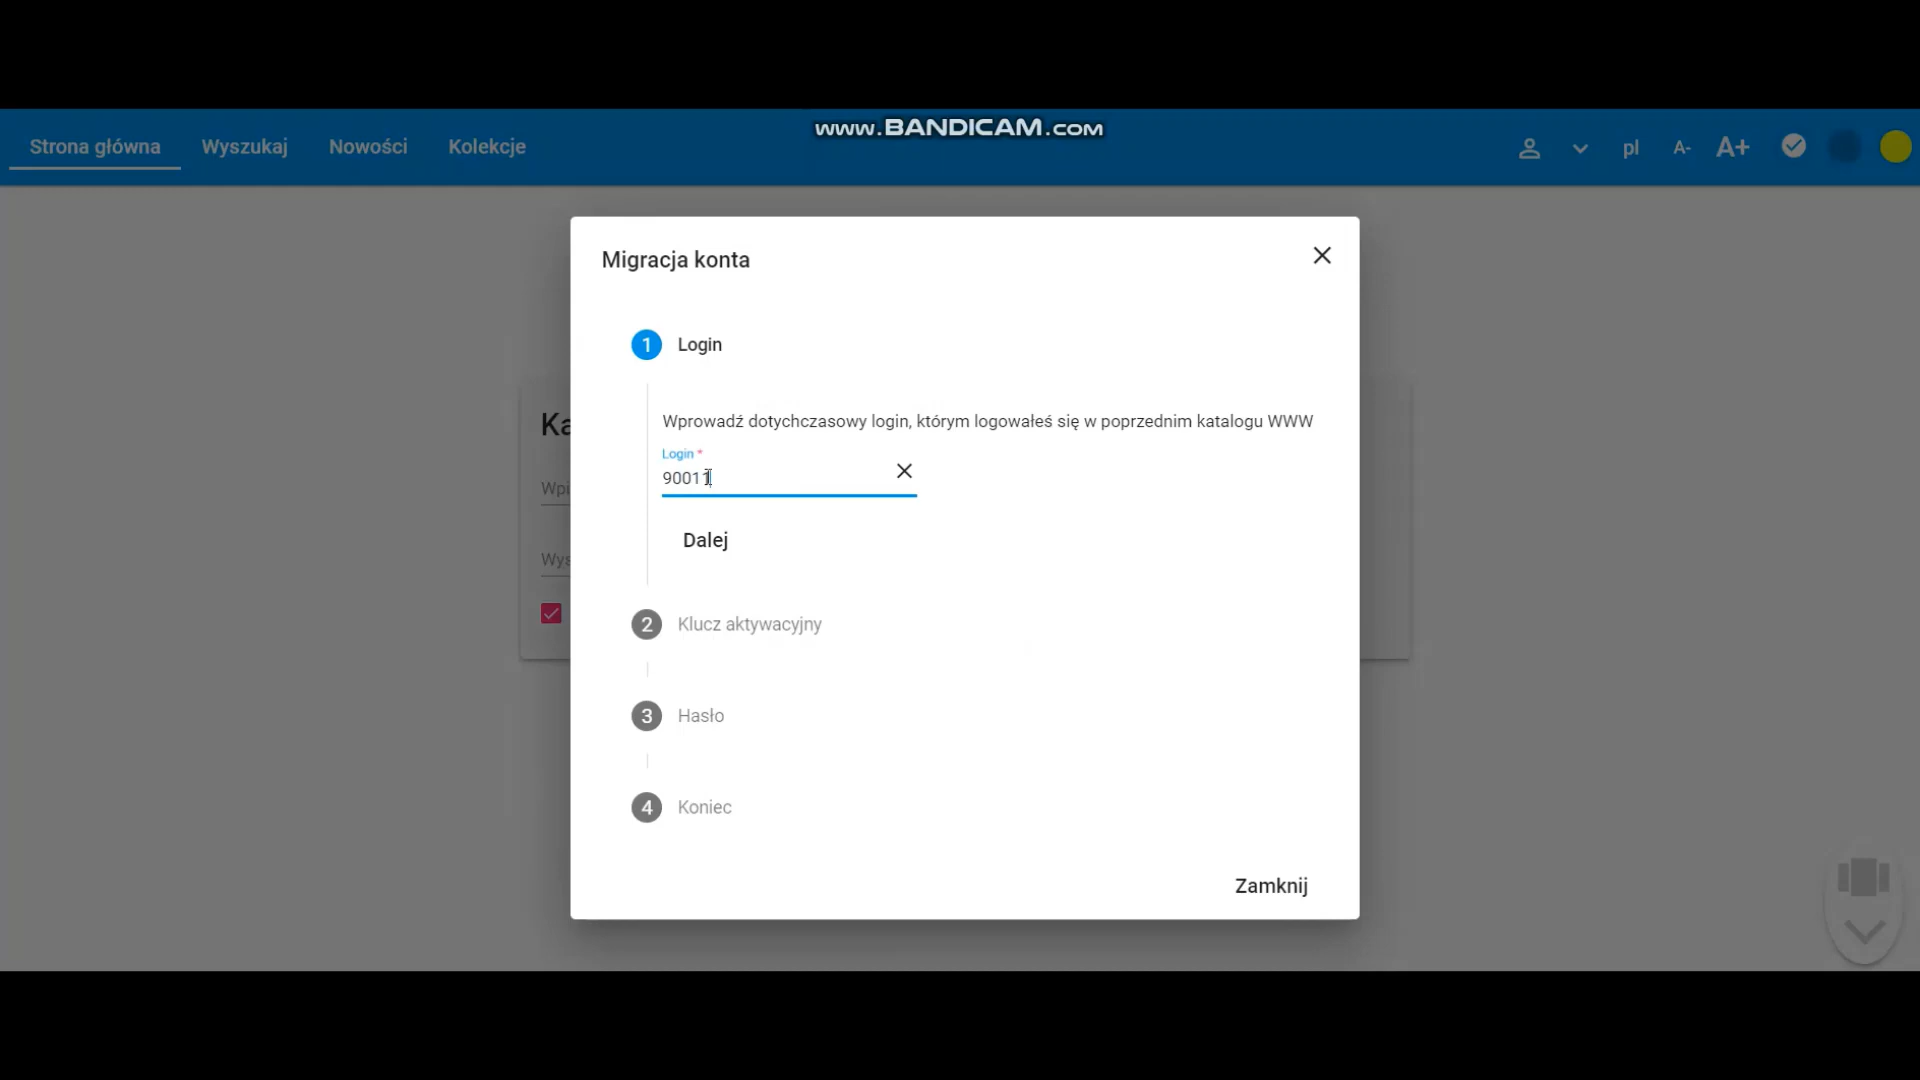 www.BANDICAM.com
Strona główna Wyszukaj Nowości Kolekcje pl A- A+
Migracja konta
1 Login
Wprowadź dotychczasowy login, którym logowałeś się w poprzednim katalogu WWW
Login *
90011
Dalej
2 Klucz aktywacyjny
3 Hasło
4 Koniec
Zamknij